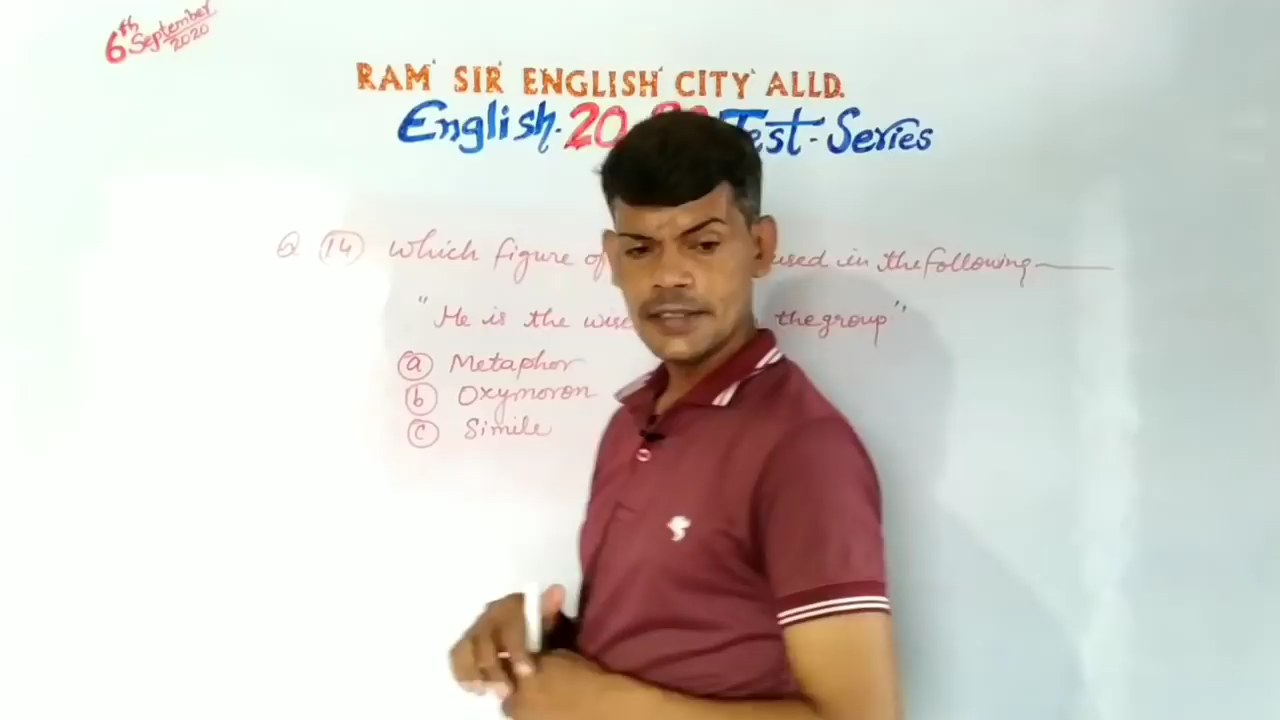 6th September
2020
RAM SIR ENGLISH CITY ALLD.
English-20 Test-Series
Q (14) Which figure of used in the following
"He is the the group"
(a) Metaphor
(b) Oxymoron
(c) Simile